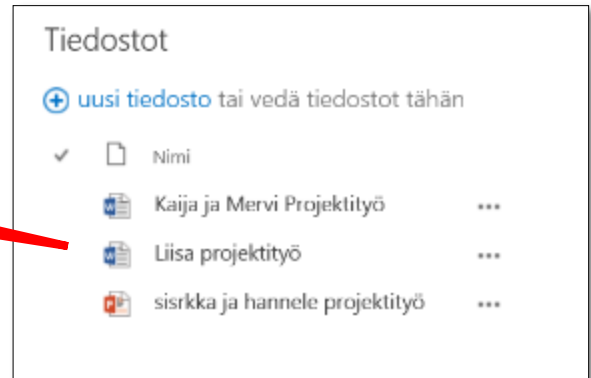 Tiedostot
uusi tiedosto tai vedä tiedostot tähän
Nimi
Kaija ja Mervi Projektityö ...
Liisa projektityö ...
sisrkka ja hannele projektityö ...